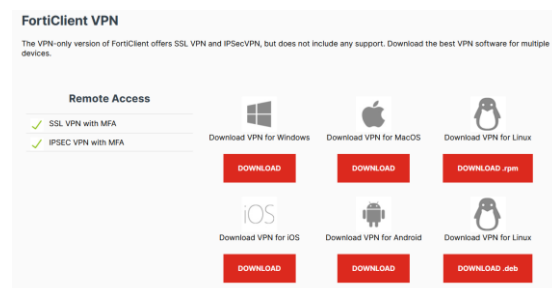 FortiClient VPN
The VPN-only version of FortiClient offers SSL VPN and IPSecVPN, but does not include any support. Download the best VPN software for multiple
devices.
Remote Access
SSL VPN with MFA
IPSEC VPN with MFA
Download VPN for Windows
DOWNLOAD
Download VPN for MacOS
DOWNLOAD
Download VPN for Linux
DOWNLOAD .rpm
iOS
Download VPN for iOS
DOWNLOAD
Download VPN for Android
DOWNLOAD
Download VPN for Linux
DOWNLOAD .deb